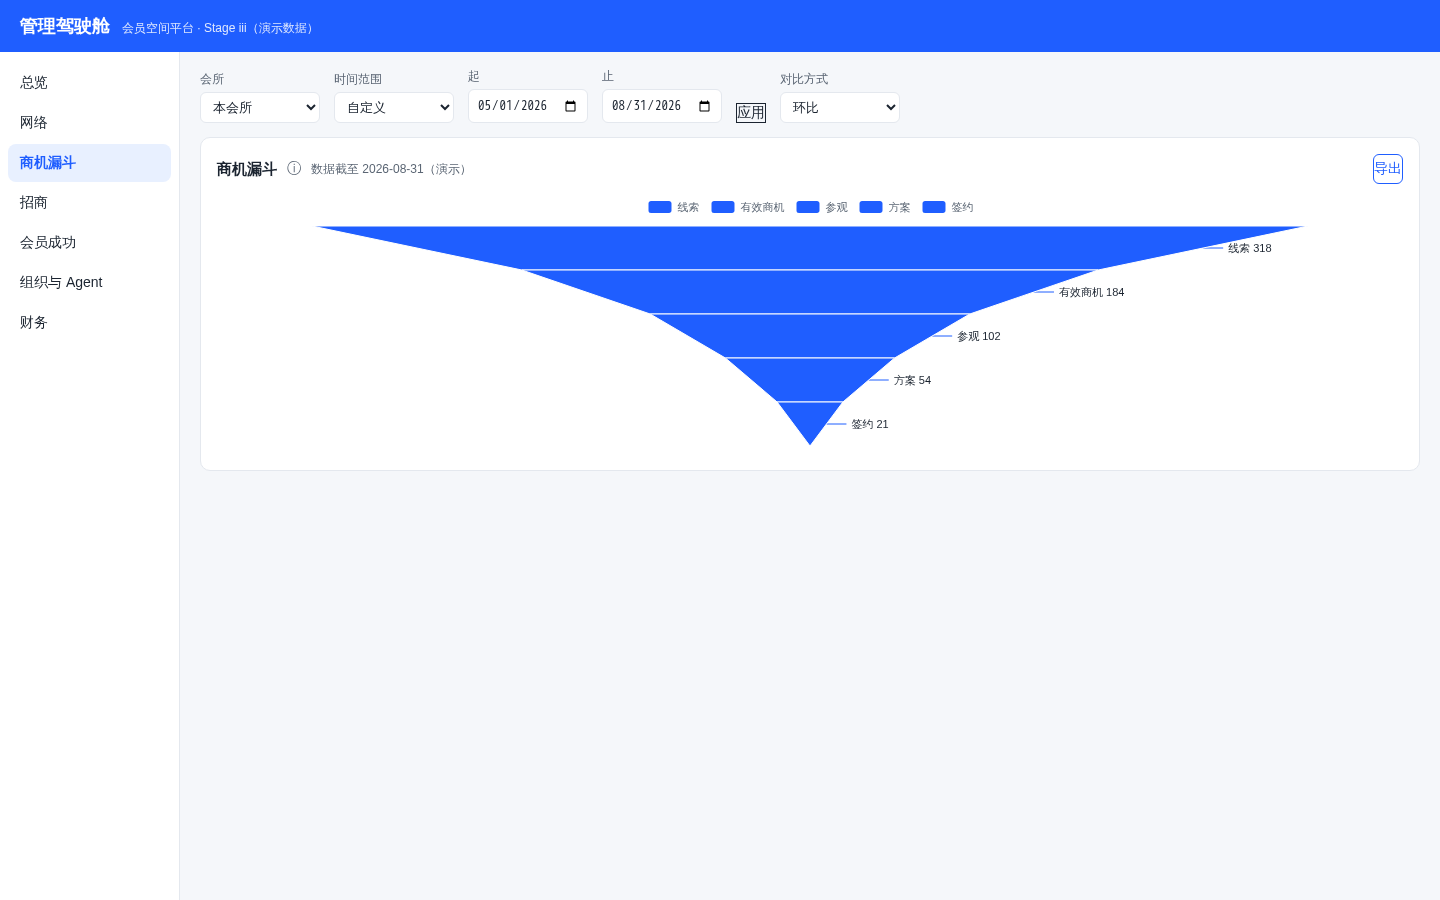 管理驾驶舱 会员空间平台 · Stage iii（演示数据）
总览
网络
商机漏斗
招商
会员成功
组织与 Agent
财务
会所 时间范围 起 止 对比方式
本会所 自定义 05/01/2026 08/31/2026 应用 环比
商机漏斗 ⓘ 数据截至 2026-08-31（演示） 导出
线索 有效商机 参观 方案 签约
线索 318
有效商机 184
参观 102
方案 54
签约 21